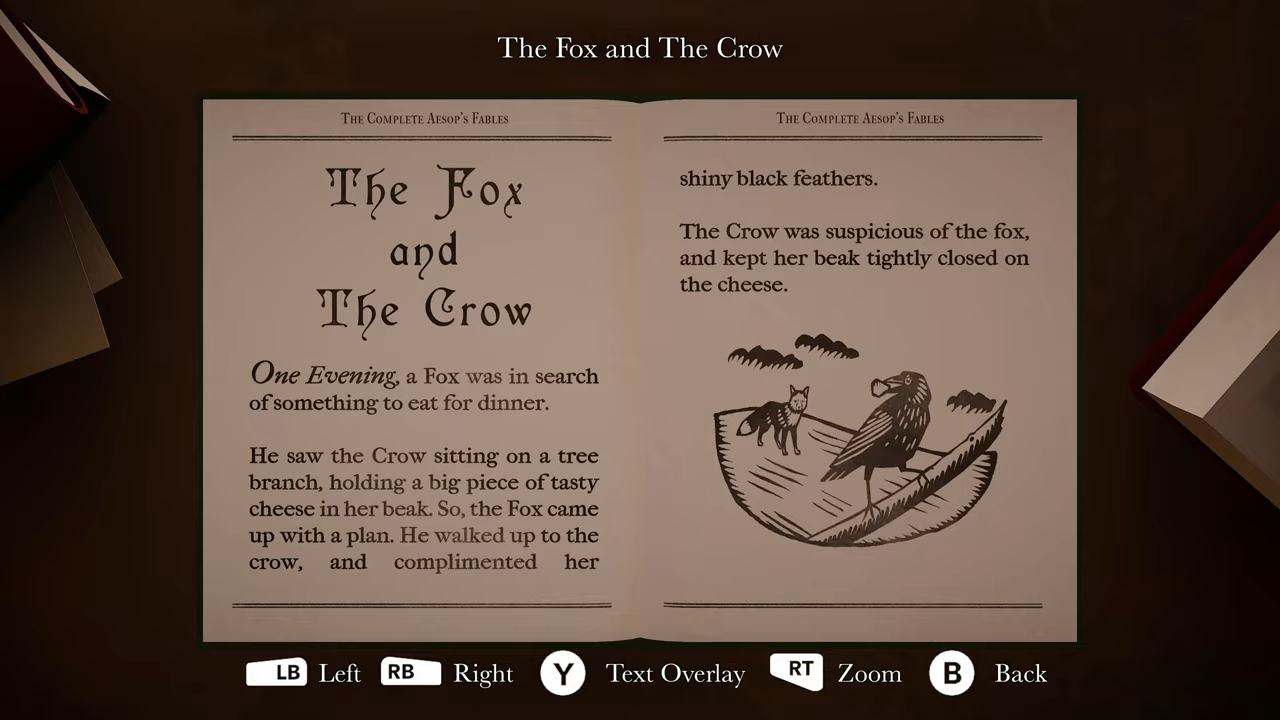 The Fox and The Crow
The Complete Aesop's Fables
The Fox
and
The Crow
One Evening, a Fox was in search
of something to eat for dinner.
He saw the Crow sitting on a tree
branch, holding a big piece of tasty
cheese in her beak. So, the Fox came
up with a plan. He walked up to the
crow, and complimented her
The Complete Aesop's Fables
shiny black feathers.
The Crow was suspicious of the fox,
and kept her beak tightly closed on
the cheese.
LB Left RB Right Y Text Overlay RT Zoom B Back